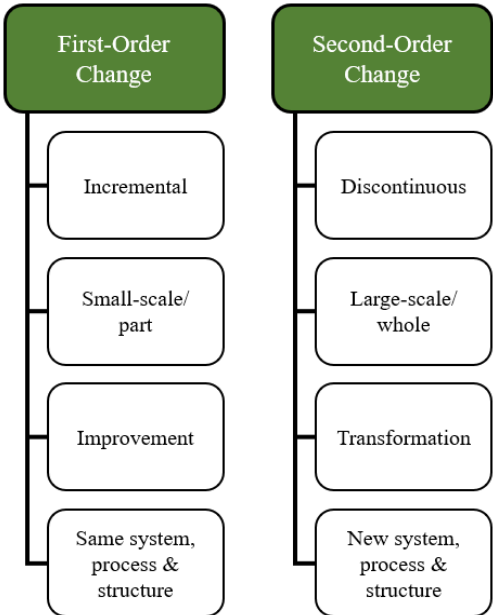 First-Order
Change
Incremental
Small-scale/
part
Improvement
Same system,
process &
structure
Second-Order
Change
Discontinuous
Large-scale/
whole
Transformation
New system,
process &
structure